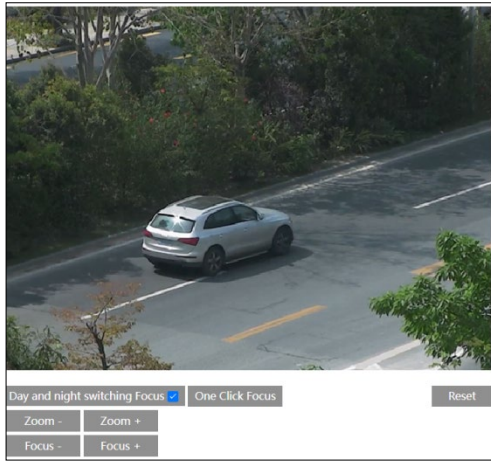 Day and night switching Focus One Click Focus Reset
Zoom - Zoom +
Focus - Focus +